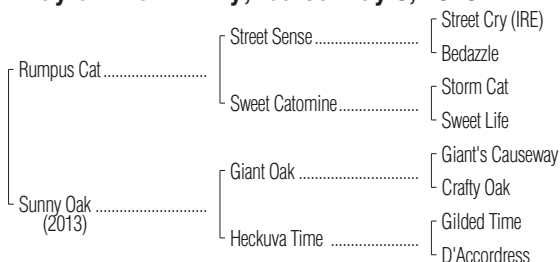 Street Cry (IRE)
Street Sense
Bedazzle
Rumpus Cat
Storm Cat
Sweet Catomine
Sweet Life
Giant's Causeway
Giant Oak
Crafty Oak
Sunny Oak
(2013)
Gilded Time
Heckuva Time
D'Accordress